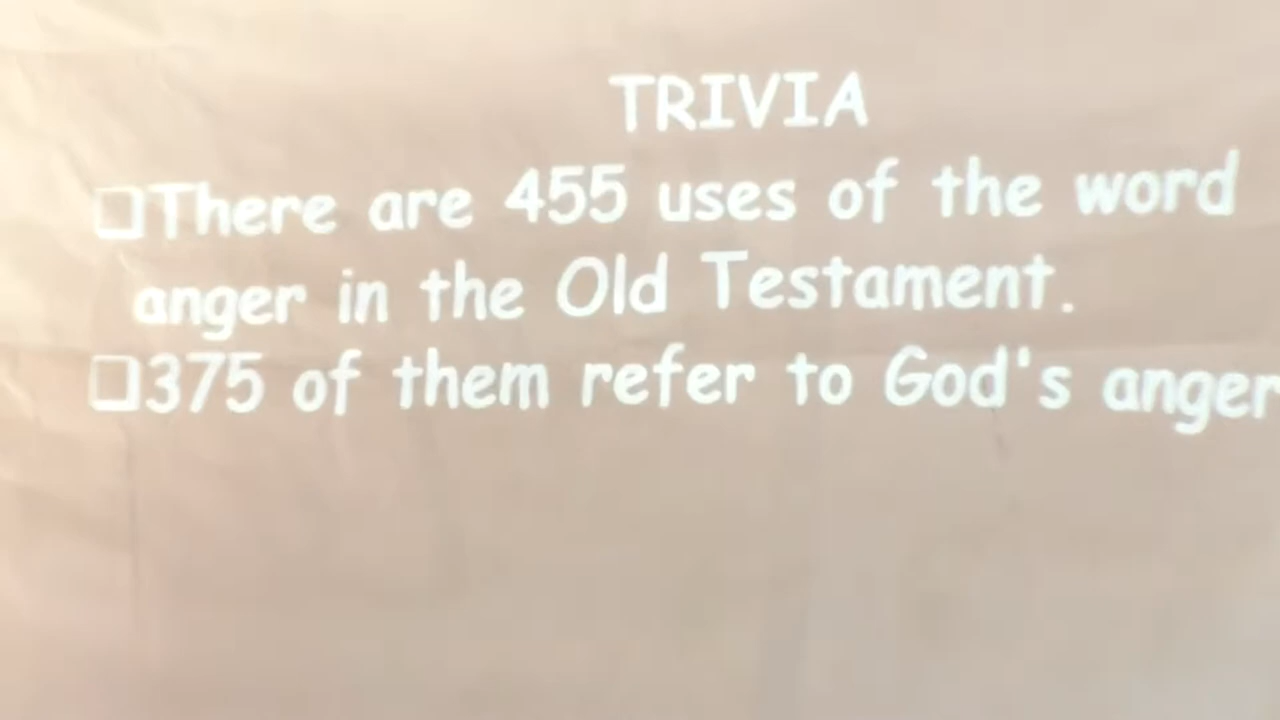 TRIVIA
❑There are 455 uses of the word
anger in the Old Testament.
❑375 of them refer to God's anger